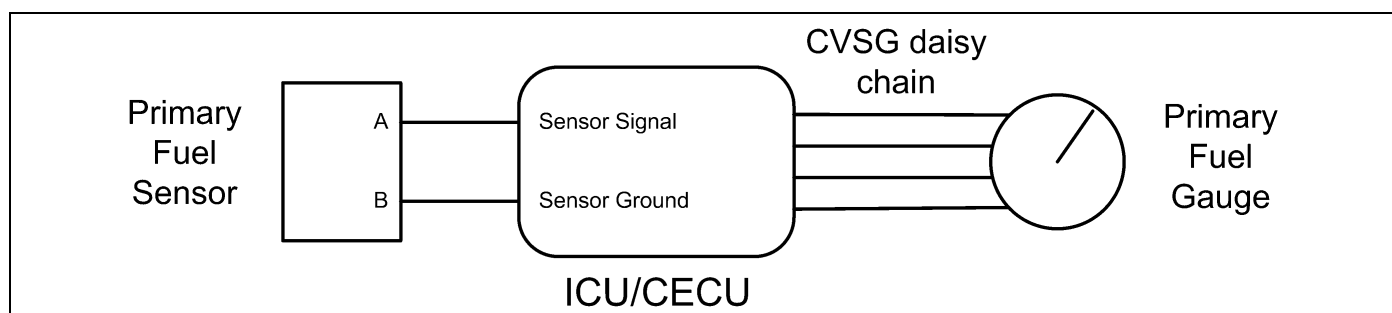 CVSG daisy
chain
Primary
Fuel
Sensor
A
B
Sensor Signal
Sensor Ground
ICU/CECU
Primary
Fuel
Gauge